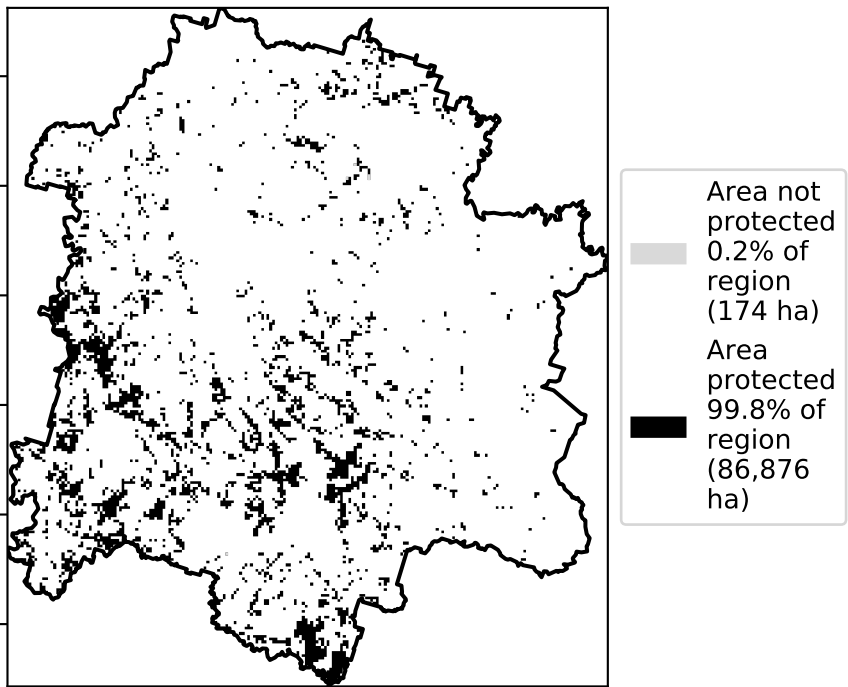 Area not
protected
0.2% of
region
(174 ha)
Area
protected
99.8% of
region
(86,876
ha)